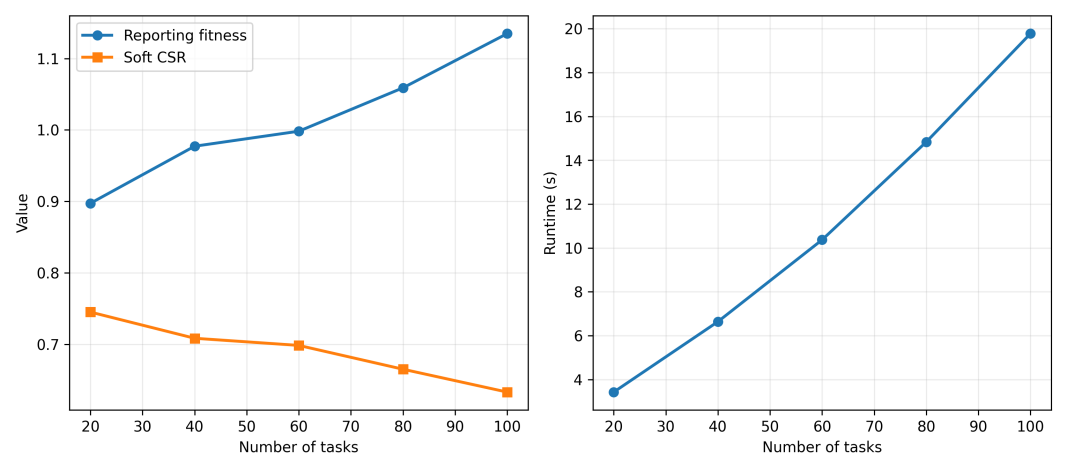 Reporting fitness
Soft CSR
1.1
1.0
0.9
0.8
0.7
Value
20 30 40 50 60 70 80 90 100
Number of tasks
20
18
16
14
12
10
8
6
4
Runtime (s)
20 30 40 50 60 70 80 90 100
Number of tasks